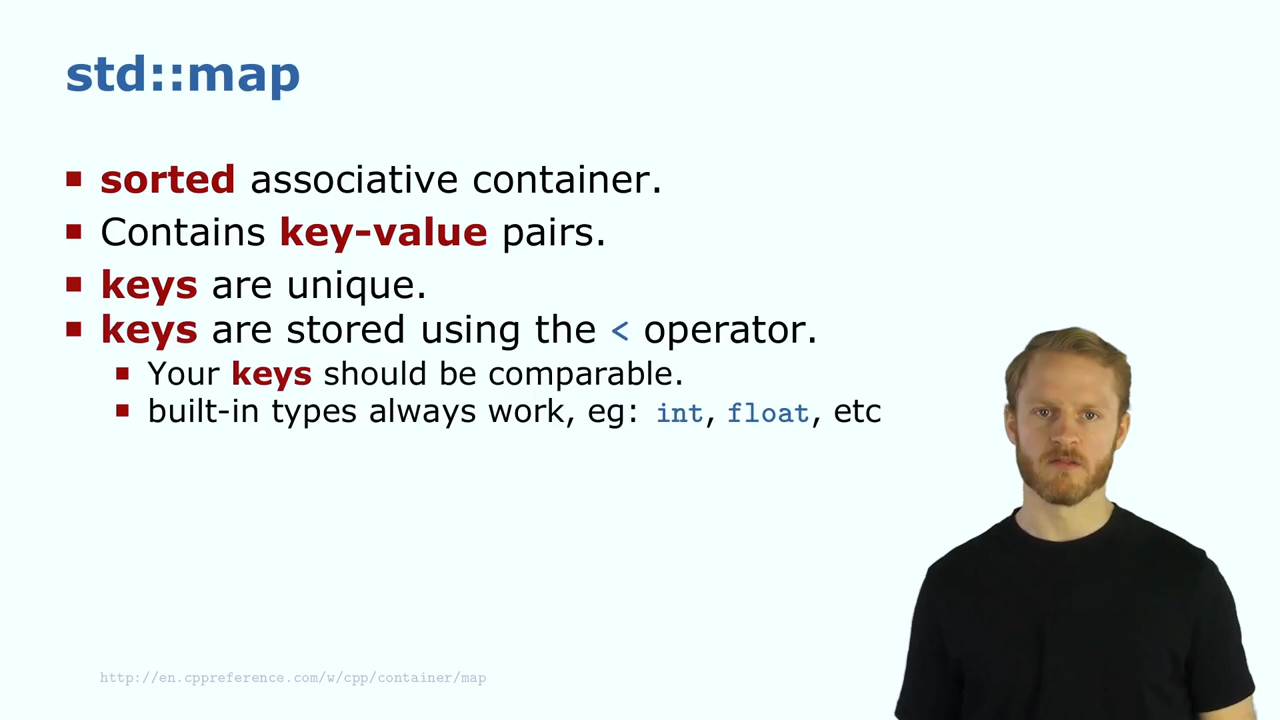 std::map
sorted associative container.
Contains key-value pairs.
keys are unique.
keys are stored using the < operator.
Your keys should be comparable.
built-in types always work, eg: int, float, etc
http://en.cppreference.com/w/cpp/container/map